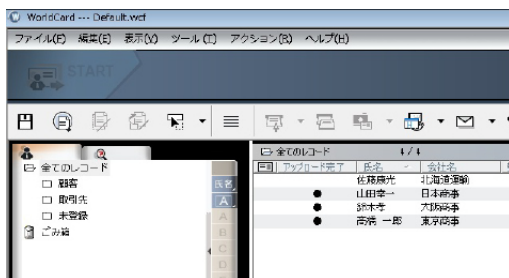 WorldCard --- Default.wcf
ファイル(F) 編集(E) 表示(V) ツール(T) アクション(R) ヘルプ(H)
START
全てのレコード 4/4
アップロード完了 氏名 会社名
全てのレコード
顧客
取引先
未登録
ごみ箱
氏名
A
A
B
C
D
佐藤康光 北海道運輸
山田幸一 日本商事
鈴木孝 大阪商事
高橋 一郎 東京商事